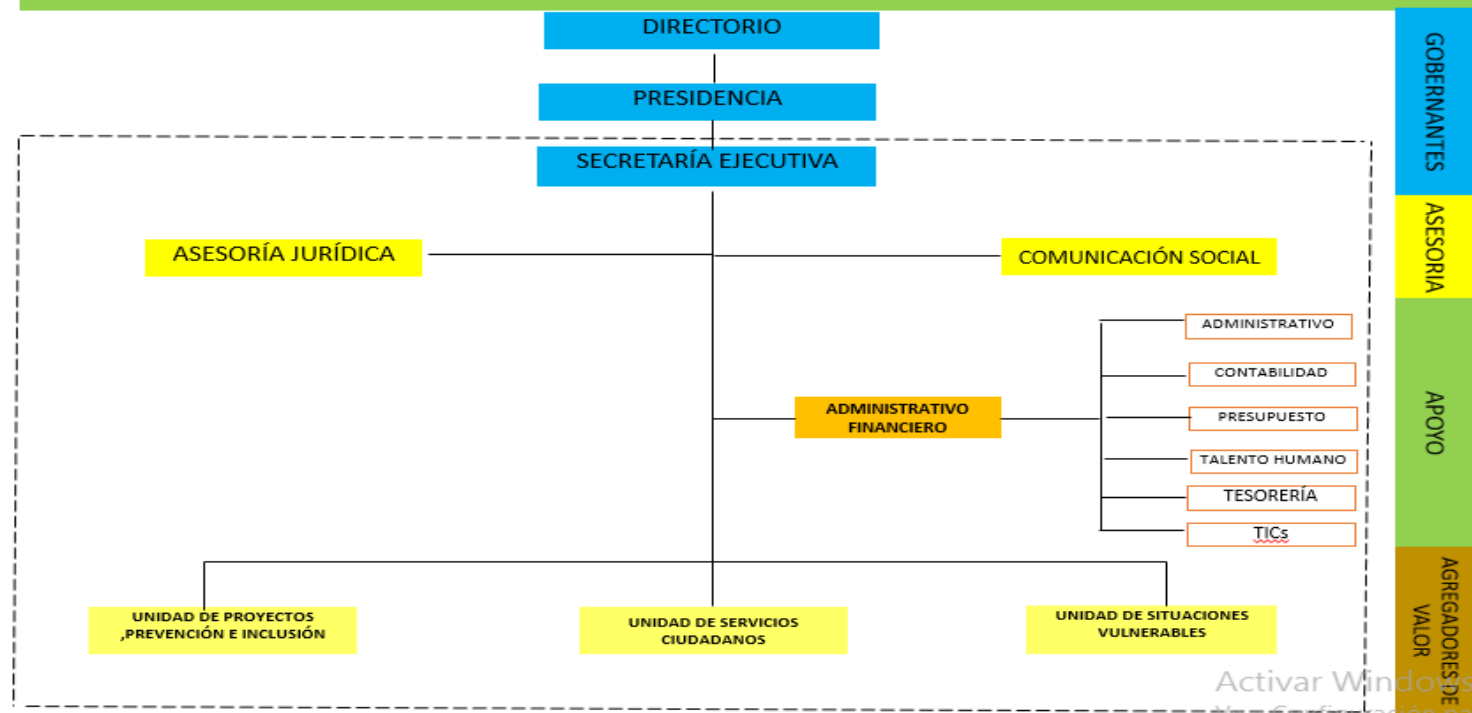 DIRECTORIO
PRESIDENCIA
SECRETARÍA EJECUTIVA
ASESORÍA JURÍDICA
COMUNICACIÓN SOCIAL
ADMINISTRATIVO
FINANCIERO
ADMINISTRATIVO
CONTABILIDAD
PRESUPUESTO
TALENTO HUMANO
TESORERÍA
TICs
UNIDAD DE PROYECTOS
,PREVENCIÓN E INCLUSIÓN
UNIDAD DE SERVICIOS
CIUDADANOS
UNIDAD DE SITUACIONES
VULNERABLES
GOBERNANTES
ASESORIA
APOYO
AGREGADORES DE
VALOR
Activar Windows